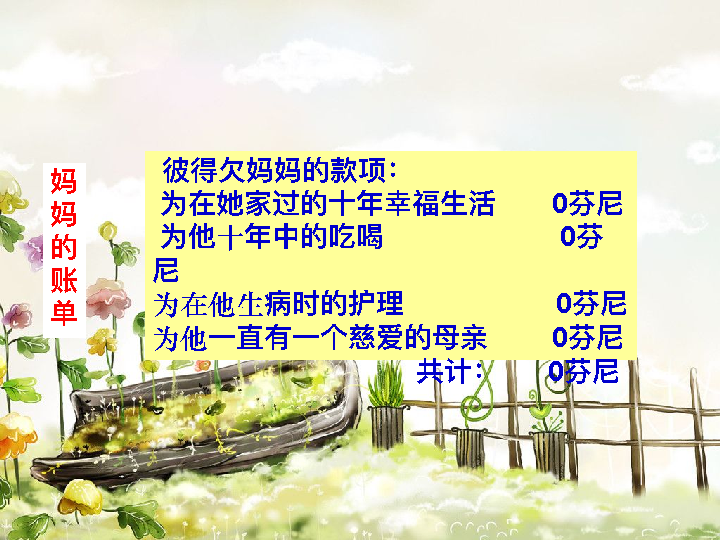 妈妈的账单
彼得欠妈妈的款项：
为在她家过的十年幸福生活 0芬尼
为他十年中的吃喝 0芬
尼
为在他生病时的护理 0芬尼
为他一直有一个慈爱的母亲 0芬尼
共计： 0芬尼